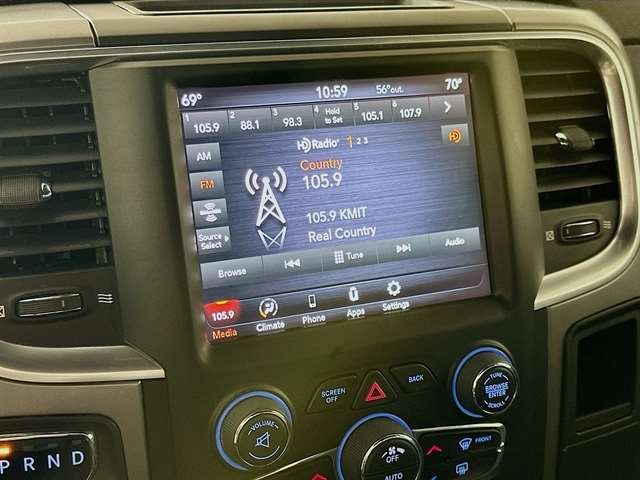 69° 10:59 56°out. 70°
1 105.9 2 88.1 3 98.3 4 Hold to Set 5 105.1 6 107.9
HD Radio 1 2 3
AM
Country
FM
105.9
105.9 KMIT
Source Select
Real Country
Browse Tune Audio
105.9
Media Climate Phone Apps Settings
SCREEN OFF
BACK
TUNE
BROWSE
ENTER
SCROLL
VOLUME
OFF
AUTO
FRONT
P R N D